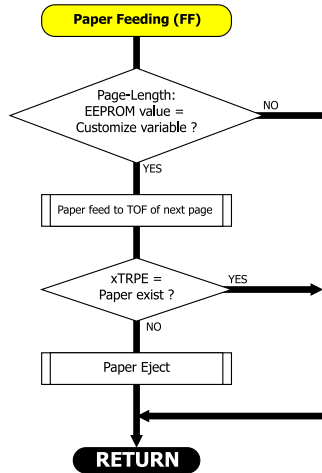 Paper Feeding (FF)
Page-Length:
EEPROM value =
Customize variable ?
NO
YES
Paper feed to TOF of next page
xTRPE =
Paper exist ?
YES
NO
Paper Eject
RETURN